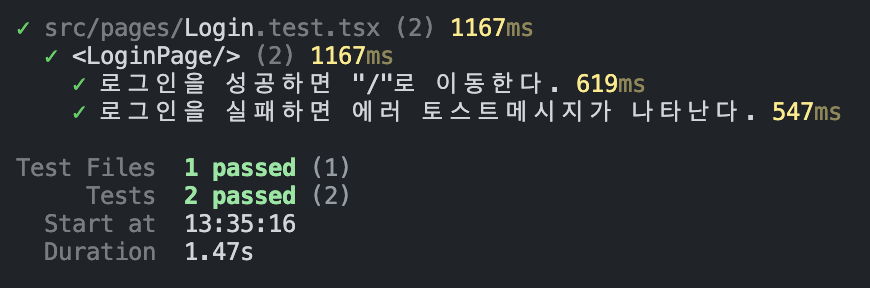 ✓ src/pages/Login.test.tsx (2) 1167ms
✓ <LoginPage/> (2) 1167ms
✓ 로그인을 성공하면 "/"로 이동한다. 619ms
✓ 로그인을 실패하면 에러 토스트메시지가 나타난다. 547ms
Test Files 1 passed (1)
Tests 2 passed (2)
Start at 13:35:16
Duration 1.47s